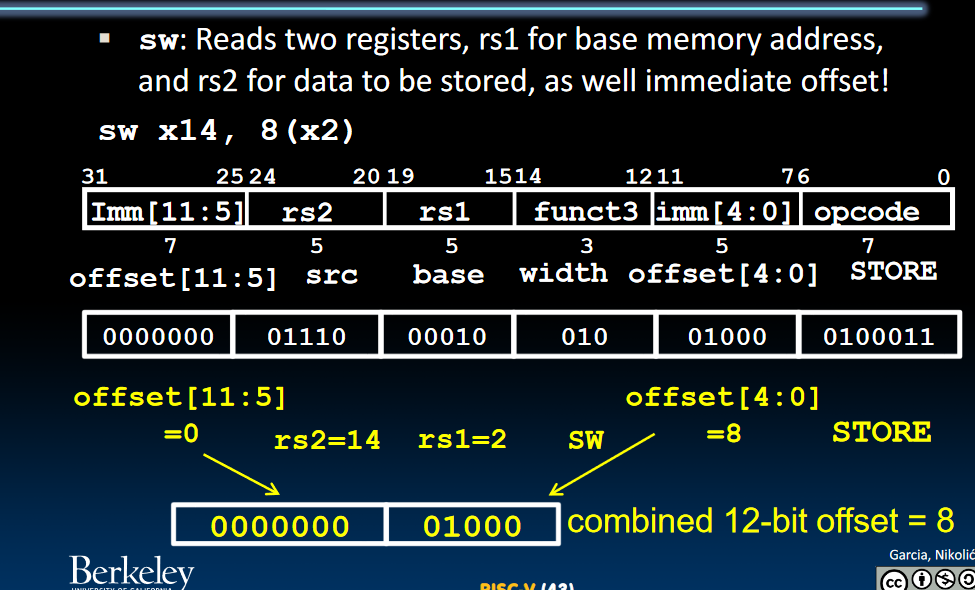 ▪ sw: Reads two registers, rs1 for base memory address,
and rs2 for data to be stored, as well immediate offset!
sw x14, 8(x2)
31 25 24 20 19 15 14 12 11 7 6 0
Imm[11:5] rs2 rs1 funct3 imm[4:0] opcode
7 5 5 3 5 7
offset[11:5] src base width offset[4:0] STORE
0000000 01110 00010 010 01000 0100011
offset[11:5] offset[4:0]
=0 rs2=14 rs1=2 SW =8 STORE
0000000 01000 combined 12-bit offset = 8
Garcia, Nikolić
Berkeley
UNIVERSITY OF CALIFORNIA
RISC-V (43)
cc